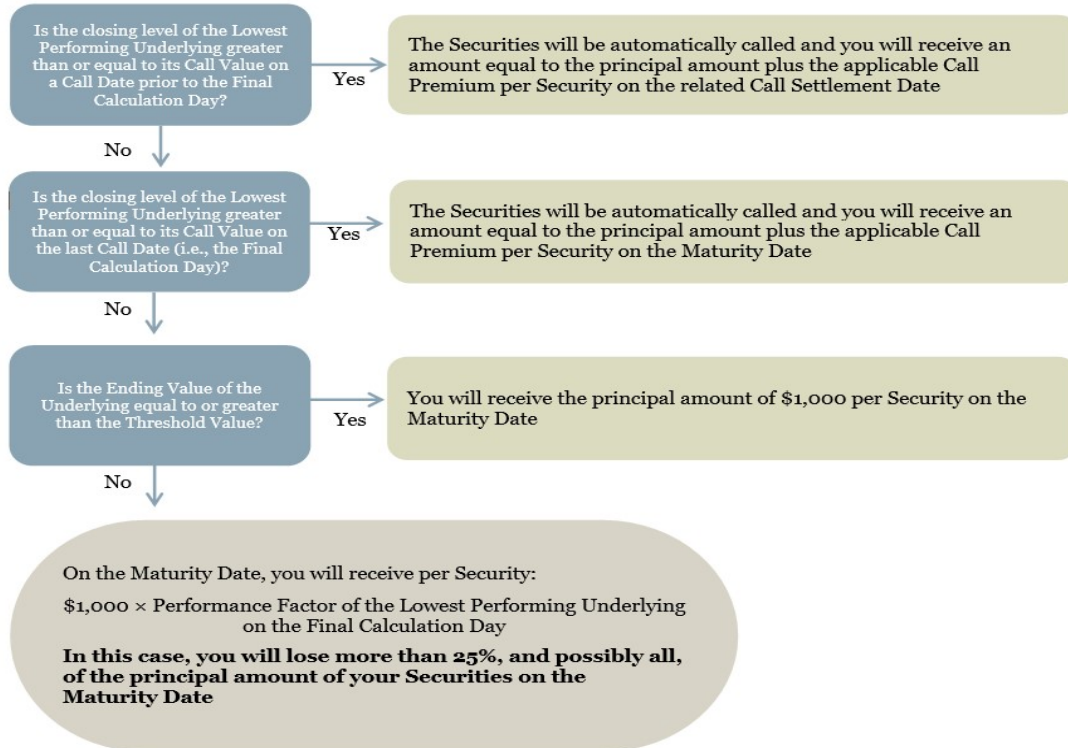 Is the closing level of the Lowest
Performing Underlying greater
than or equal to its Call Value on
a Call Date prior to the Final
Calculation Day?
Yes
The Securities will be automatically called and you will receive an
amount equal to the principal amount plus the applicable Call
Premium per Security on the related Call Settlement Date
No
Is the closing level of the Lowest
Performing Underlying greater
than or equal to its Call Value on
the last Call Date (i.e., the Final
Calculation Day)?
Yes
The Securities will be automatically called and you will receive an
amount equal to the principal amount plus the applicable Call
Premium per Security on the Maturity Date
No
Is the Ending Value of the
Underlying equal to or greater
than the Threshold Value?
Yes
You will receive the principal amount of $1,000 per Security on the
Maturity Date
No
On the Maturity Date, you will receive per Security:
$1,000 × Performance Factor of the Lowest Performing Underlying
on the Final Calculation Day
In this case, you will lose more than 25%, and possibly all,
of the principal amount of your Securities on the
Maturity Date